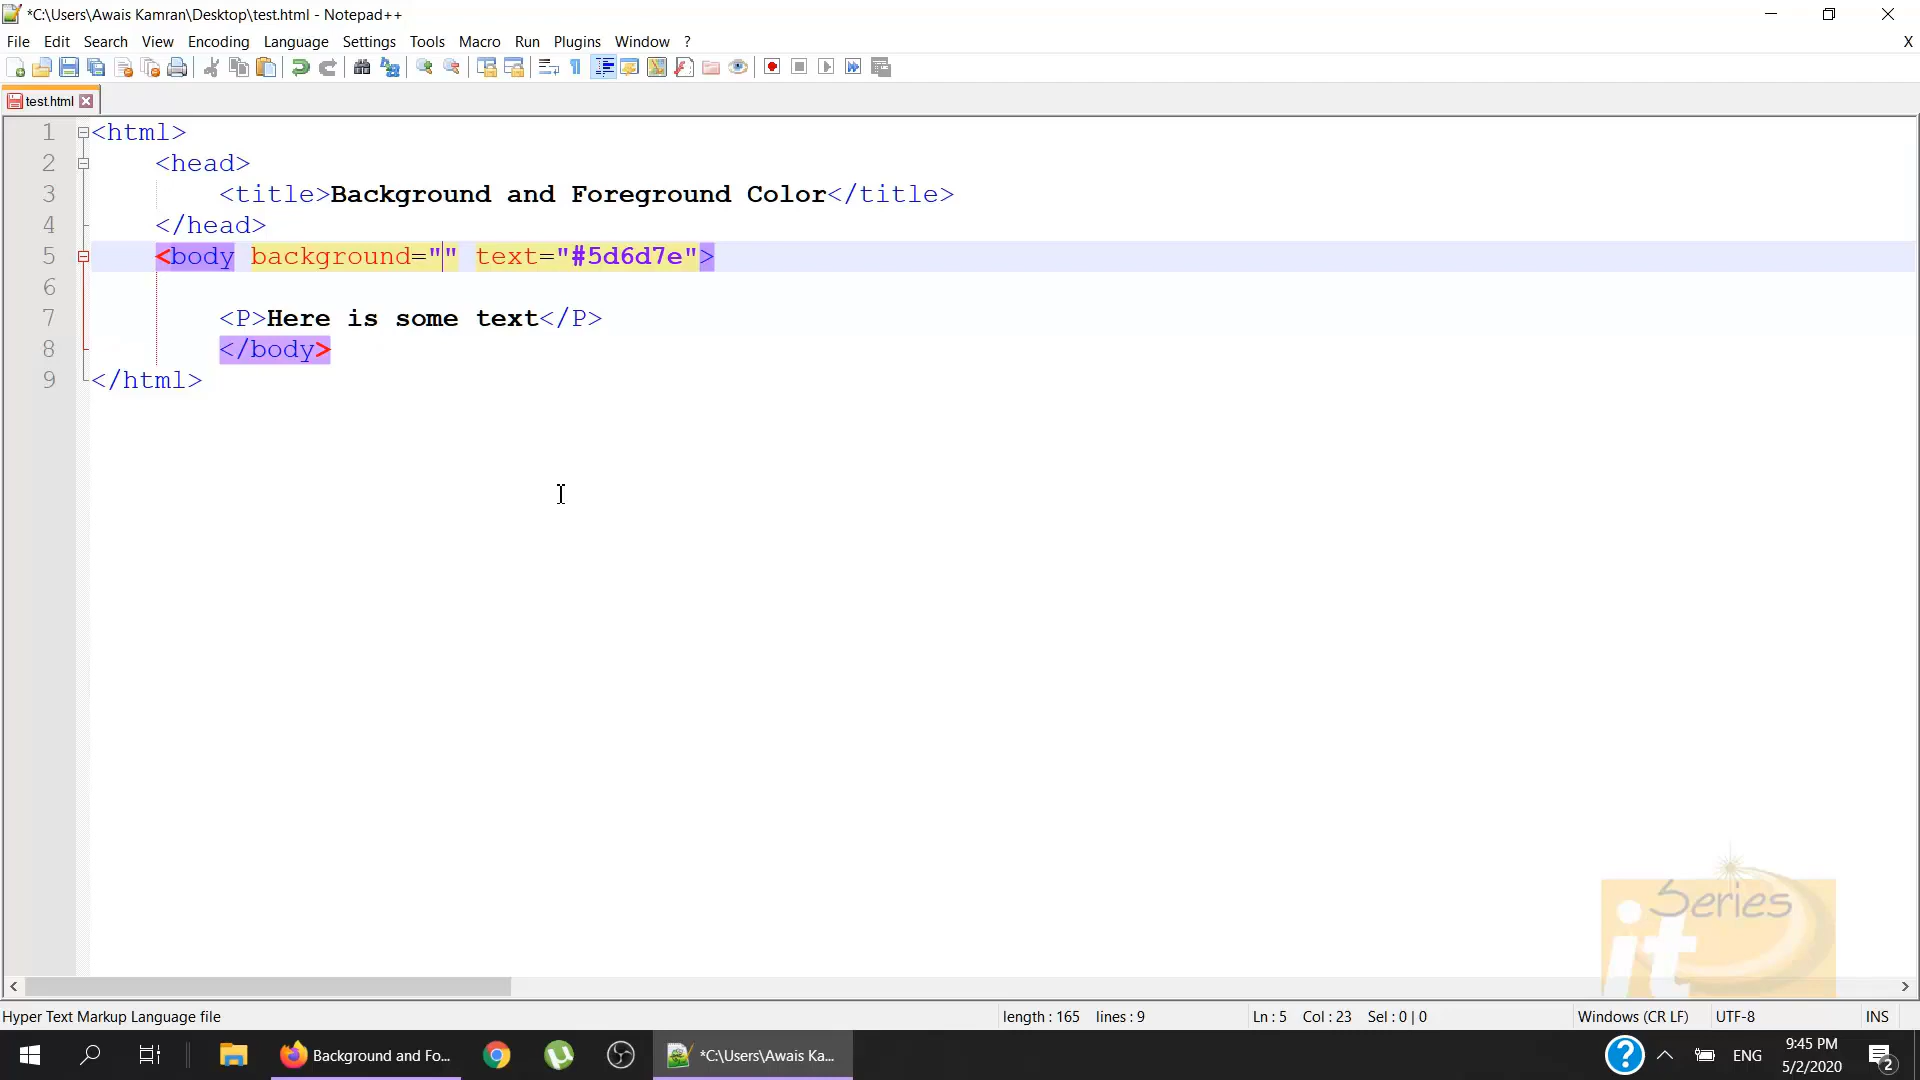 *C:\Users\Awais Kamran\Desktop\test.html - Notepad++
File Edit Search View Encoding Language Settings Tools Macro Run Plugins Window ? X
test.html
1 <html>
2 <head>
3 <title>Background and Foreground Color</title>
4 </head>
5 <body background="" text="#5d6d7e">
6
7 <P>Here is some text</P>
8 </body>
9 </html>
it Series
Hyper Text Markup Language file length : 165 lines : 9 Ln : 5 Col : 23 Sel : 0 | 0 Windows (CR LF) UTF-8 INS
Background and Fo... *C:\Users\Awais Ka... ? ENG 9:45 PM
5/2/2020 2